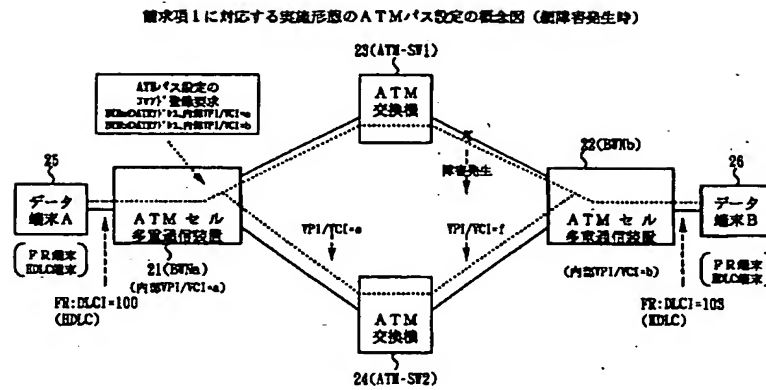 請求項1に対応する実施形態のATMパス設定の概念図(網障害発生時)
23(ATM-SW1)
ATM
交換機
ATMパス設定の
コマンド登録要求
25
データ
端末A
FR端末
HDLC端末
ATMセル
多重通信装置
21(BWNa)
(内部VPI/VCI=a)
FR:DLCI=100
(HDLC)
障害発生
VPI/VCI=e
VPI/VCI=f
22(BWNb)
ATMセル
多重通信装置
(内部VPI/VCI=b)
26
データ
端末B
FR端末
HDLC端末
FR:DLCI=103
(HDLC)
ATM
交換機
24(ATM-SW2)